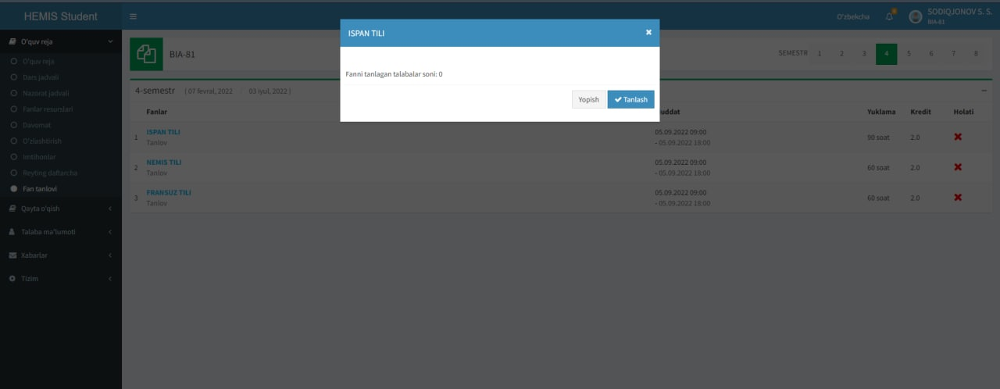 HEMIS Student
O'zbekcha
SODIQJONOV S. S.
BIA-81
O'quv reja
O'quv reja
Dars jadvali
Nazorat jadvali
Fanlar resurslari
Davomat
O'zlashtirish
Imtihonlar
Reyting daftarcha
Fan tanlovi
Qayta o'qish
Talaba ma'lumoti
Xabarlar
Tizim
BIA-81
SEMESTR 1 2 3 4 5 6 7 8
4-semestr ( 07 fevral, 2022 / 03 iyul, 2022 )
Fanlar uddat Yuklama Kredit Holati
1 ISPAN TILI 05.09.2022 09:00 90 soat 2.0
Tanlov - 05.09.2022 18:00
2 NEMIS TILI 05.09.2022 09:00 60 soat 2.0
Tanlov - 05.09.2022 18:00
3 FRANSUZ TILI 05.09.2022 09:00 60 soat 2.0
Tanlov - 05.09.2022 18:00
ISPAN TILI
Fanni tanlagan talabalar soni: 0
Yopish Tanlash